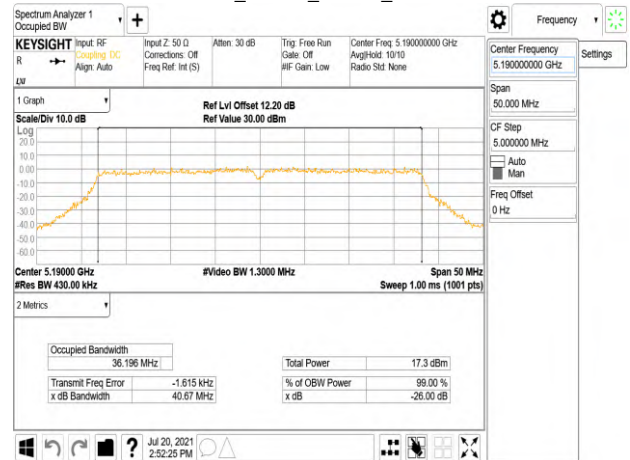 Spectrum Analyzer 1
Occupied BW
Frequency
KEYSIGHT
R
LXI
Input: RF
Coupling: DC
Align: Auto
Input Z: 50 Ω
Corrections: Off
Freq Ref: Int (S)
Atten: 30 dB
Trig: Free Run
Gate: Off
#IF Gain: Low
Center Freq: 5.190000000 GHz
Avg|Hold: 10/10
Radio Std: None
Center Frequency
5.190000000 GHz
Settings
Span
50.000 MHz
CF Step
5.000000 MHz
Auto
Man
Freq Offset
0 Hz
1 Graph
Scale/Div 10.0 dB
Ref Lvl Offset 12.20 dB
Ref Value 30.00 dBm
Log
20.0
10.0
0.00
-10.0
-20.0
-30.0
-40.0
-50.0
-60.0
Center 5.19000 GHz
#Video BW 1.3000 MHz
Span 50 MHz
#Res BW 430.00 kHz
Sweep 1.00 ms (1001 pts)
2 Metrics
Occupied Bandwidth
36.196 MHz
Total Power 17.3 dBm
Transmit Freq Error -1.615 kHz
% of OBW Power 99.00 %
x dB Bandwidth 40.67 MHz
x dB -26.00 dB
?
Jul 20, 2021
2:52:25 PM